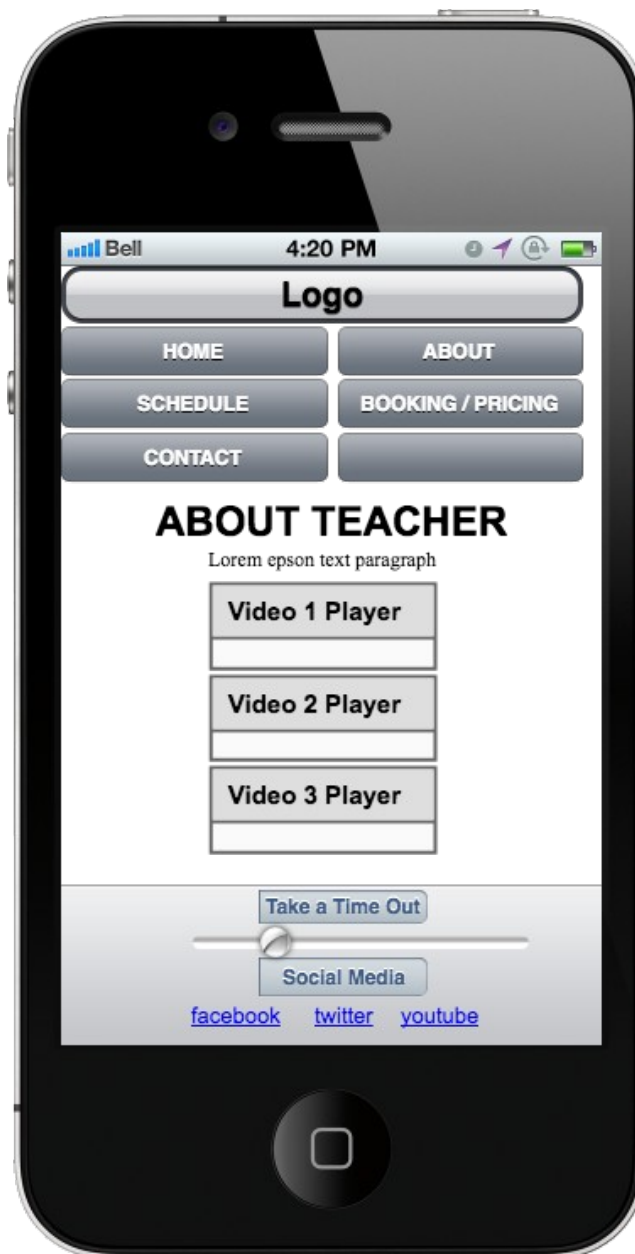 Bell 4:20 PM
Logo
HOME ABOUT
SCHEDULE BOOKING / PRICING
CONTACT
ABOUT TEACHER
Lorem epson text paragraph
Video 1 Player
Video 2 Player
Video 3 Player
Take a Time Out
Social Media
facebook twitter youtube